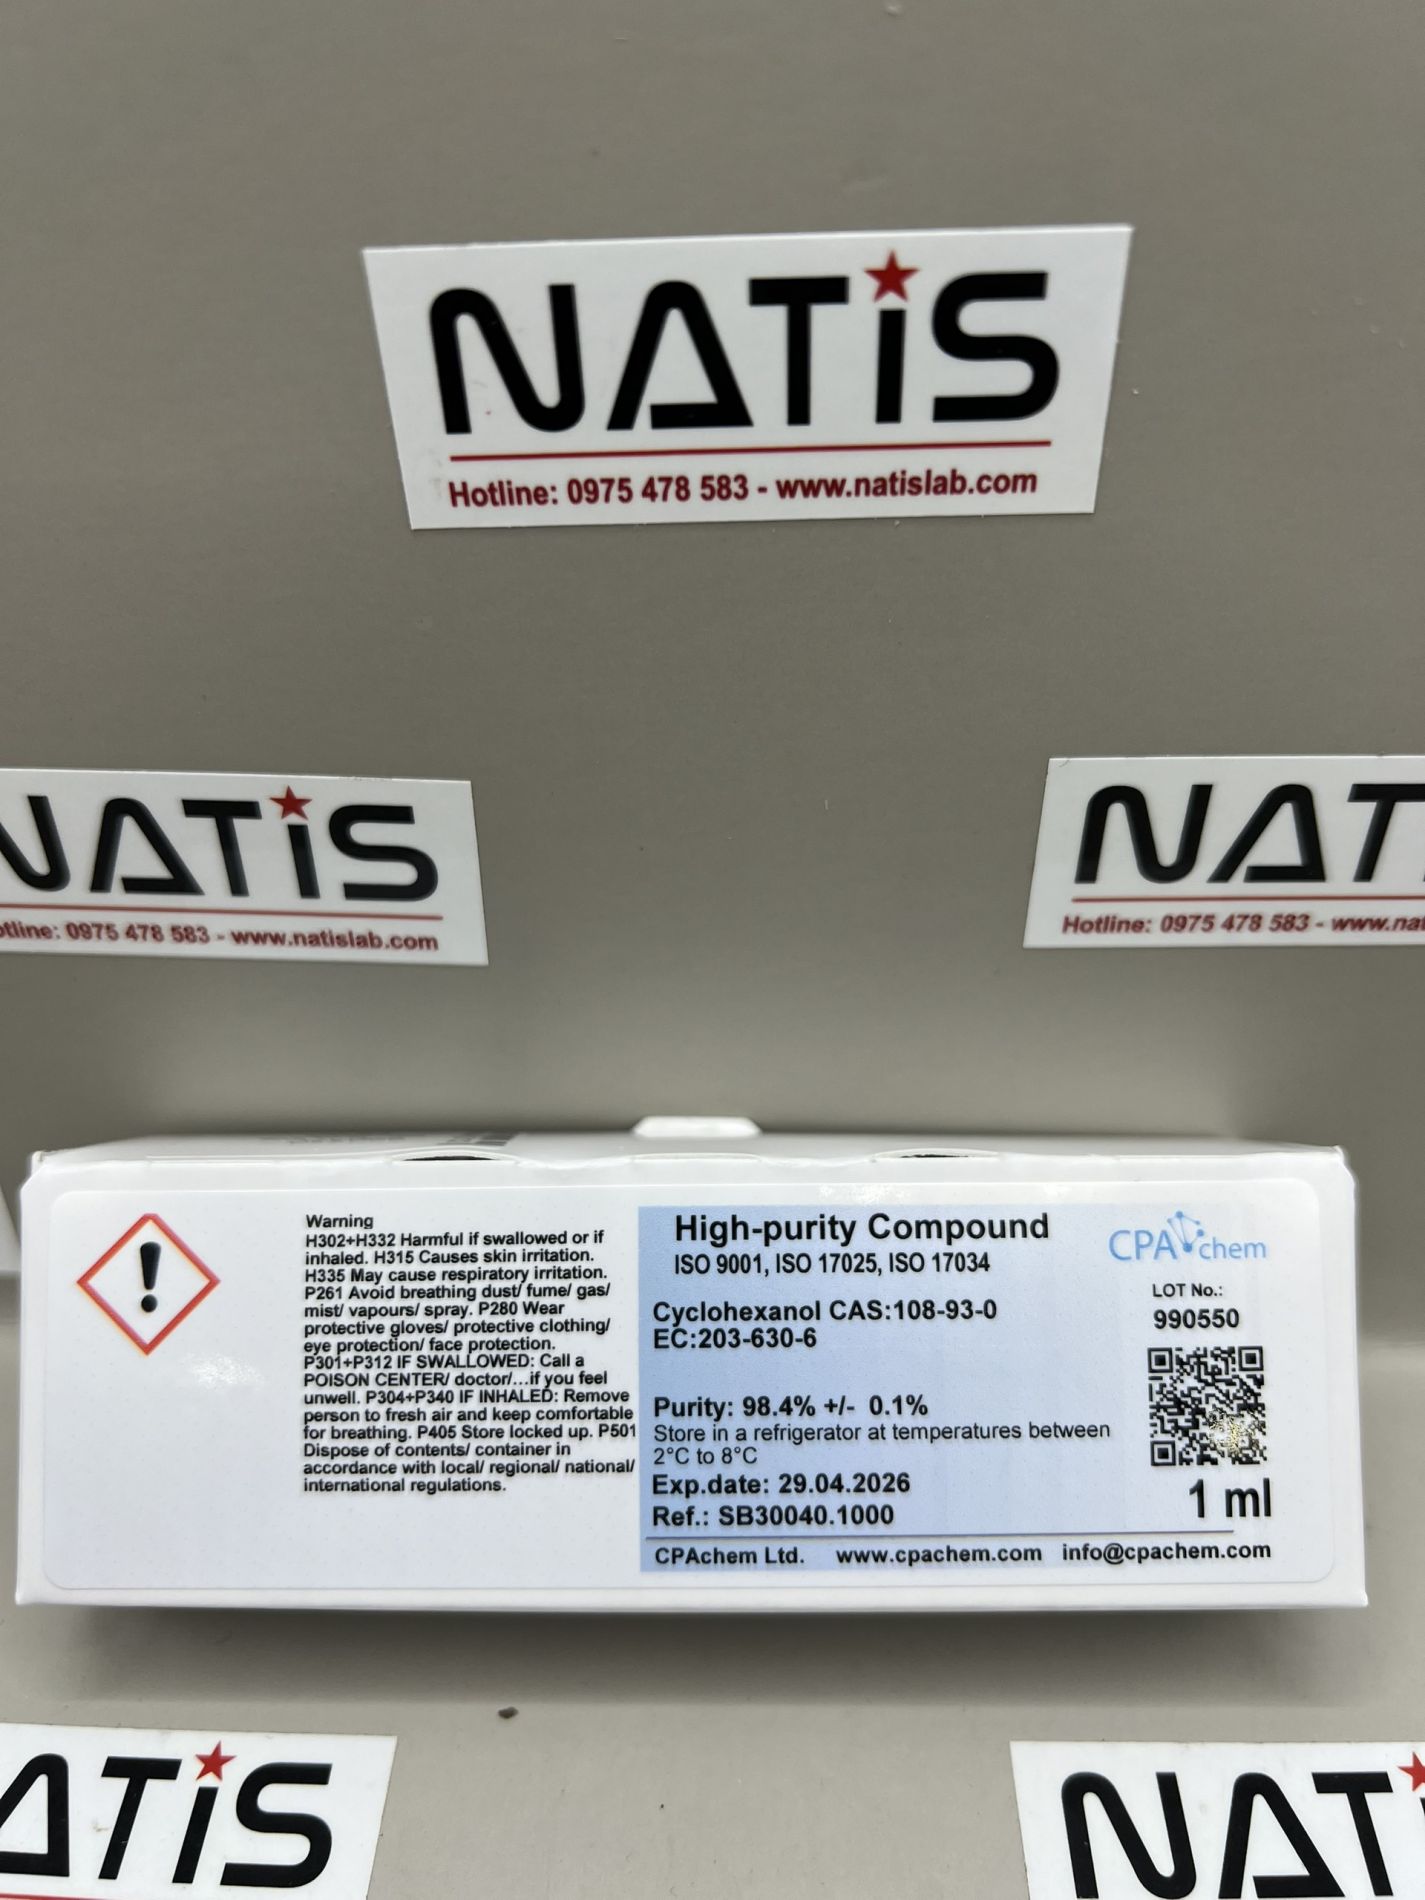 NATiS
Hotline: 0975 478 583 - www.natislab.com
NATiS
Hotline: 0975 478 583 - www.natislab.com
NAT
Hotline: 0975 478 583 - www.nat
Warning
H302+H332 Harmful if swallowed or if
inhaled. H315 Causes skin irritation.
H335 May cause respiratory irritation.
P261 Avoid breathing dust/ fume/ gas/
mist/ vapours/ spray. P280 Wear
protective gloves/ protective clothing/
eye protection/ face protection.
P301+P312 IF SWALLOWED: Call a
POISON CENTER/ doctor/...if you feel
unwell. P304+P340 IF INHALED: Remove
person to fresh air and keep comfortable
for breathing. P405 Store locked up. P501
Dispose of contents/ container in
accordance with local/ regional/ national/
international regulations.
High-purity Compound
ISO 9001, ISO 17025, ISO 17034
CPAchem
LOT No.:
990550
Cyclohexanol CAS:108-93-0
EC:203-630-6
Purity: 98.4% +/- 0.1%
Store in a refrigerator at temperatures between
2°C to 8°C
Exp.date: 29.04.2026
Ref.: SB30040.1000
1 ml
CPAchem Ltd. www.cpachem.com info@cpachem.com
ATiS
NATi